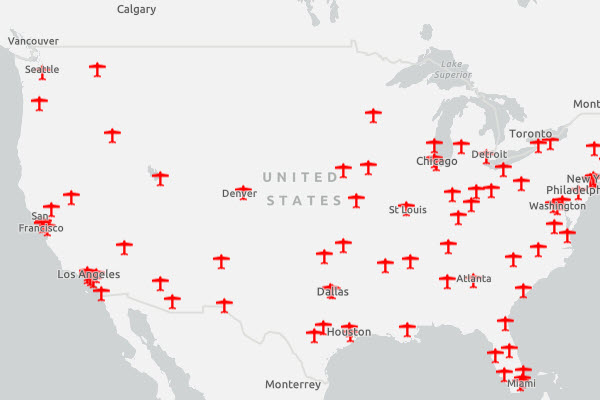 Calgary
Vancouver
Seattle
Lake
Superior
Mont
Toronto
Detroit
Chicago
New Y
Philadelph
UNITED
STATES
Denver
St Louis
Washington
San
Francisco
Los Angeles
Atlanta
Dallas
Houston
Monterrey
Miami